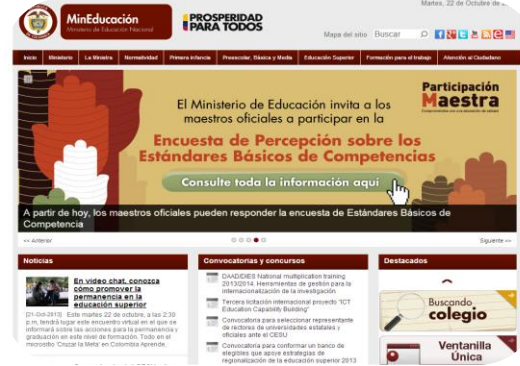 Martes, 22 de Octubre de
MinEducación
Ministerio de Educación Nacional
PROSPERIDAD
PARA TODOS
Mapa del sitio
Buscar
Inicio
Ministerio
La Ministra
Normatividad
Primera infancia
Preescolar, Básica y Media
Educación Superior
Formación para el trabajo
Atención al Ciudadano
Participación
Maestra
El Ministerio de Educación invita a los
maestros oficiales a participar en la
Encuesta de Percepción sobre los
Estándares Básicos de Competencias
Consulte toda la información aquí
A partir de hoy, los maestros oficiales pueden responder la encuesta de Estándares Básicos de
Competencia
<< Anterior
Siguiente >>
Noticias
En video chat, conozca
cómo promover la
permanencia en la
educación superior
[21-Oct-2013] Este martes 22 de octubre, a las 2:30
p.m, tendrá lugar este encuentro virtual en el que se
informará sobre las acciones para la permanencia y
graduación en este nivel de formación. Todo en el
micrositio 'Cruzar la Meta' en Colombia Aprende.
Convocatorias y concursos
DAAD/DIES National multiplication training
2013/2014. Herramientas de gestión para la
internacionalización de la investigación
Tercera licitación internacional proyecto "ICT
Education Capability Building"
Convocatoria para seleccionar representante
de rectores de universidades estatales y
oficiales ante el CESU
Convocatoria para conformar un banco de
elegibles que apoye estrategias de
regionalización de la educación superior 2013
Destacados
Buscando
colegio
Ventanilla
Única